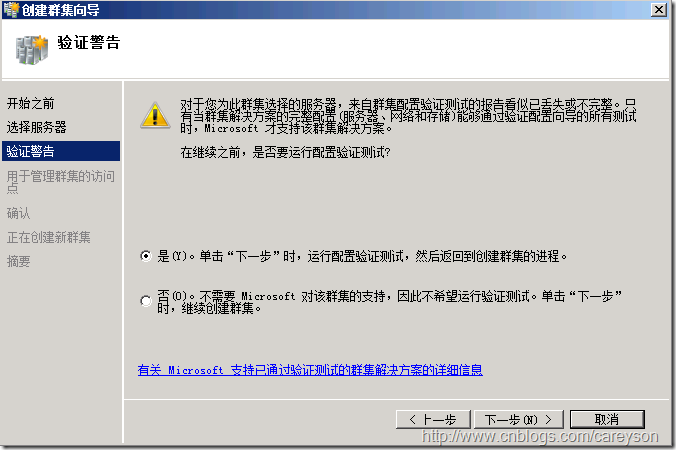 创建群集向导
验证警告
开始之前
选择服务器
验证警告
用于管理群集的访问
点
确认
正在创建新群集
摘要
对于您为此群集选择的服务器，来自群集配置验证测试的报告看似已丢失或不完整。只
有当群集解决方案的完整配置(服务器、网络和存储)能够通过验证配置向导的所有测试
时，Microsoft 才支持该群集解决方案。
在继续之前，是否要运行配置验证测试?
是(Y)。单击“下一步”时，运行配置验证测试，然后返回到创建群集的进程。
否(O)。不需要 Microsoft 对该群集的支持，因此不希望运行验证测试。单击“下一步”
时，继续创建群集。
有关 Microsoft 支持已通过验证测试的群集解决方案的详细信息
< 上一步
下一步(N) >
取消
http://www.cnblogs.com/careyson